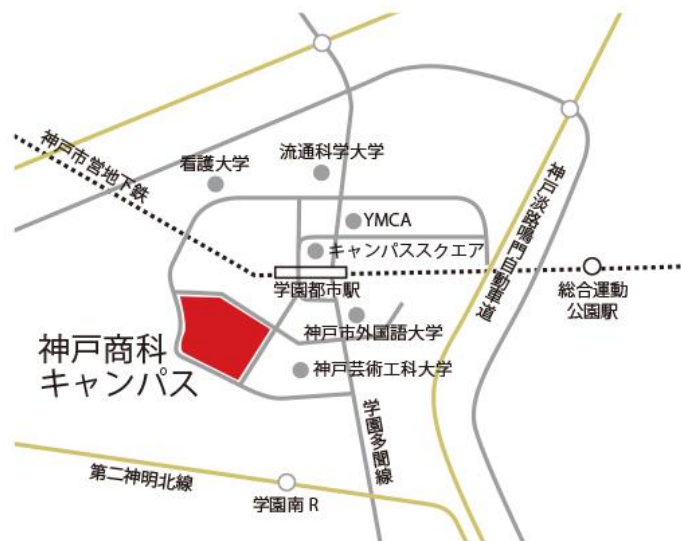 神戸市営地下鉄
看護大学
流通科学大学
YMCA
キャンパススクエア
学園都市駅
神戸淡路鳴門自動車道
総合運動
公園駅
神戸市外国語大学
神戸商科
キャンパス
神戸芸術工科大学
学園多聞線
第二神明北線
学園南R